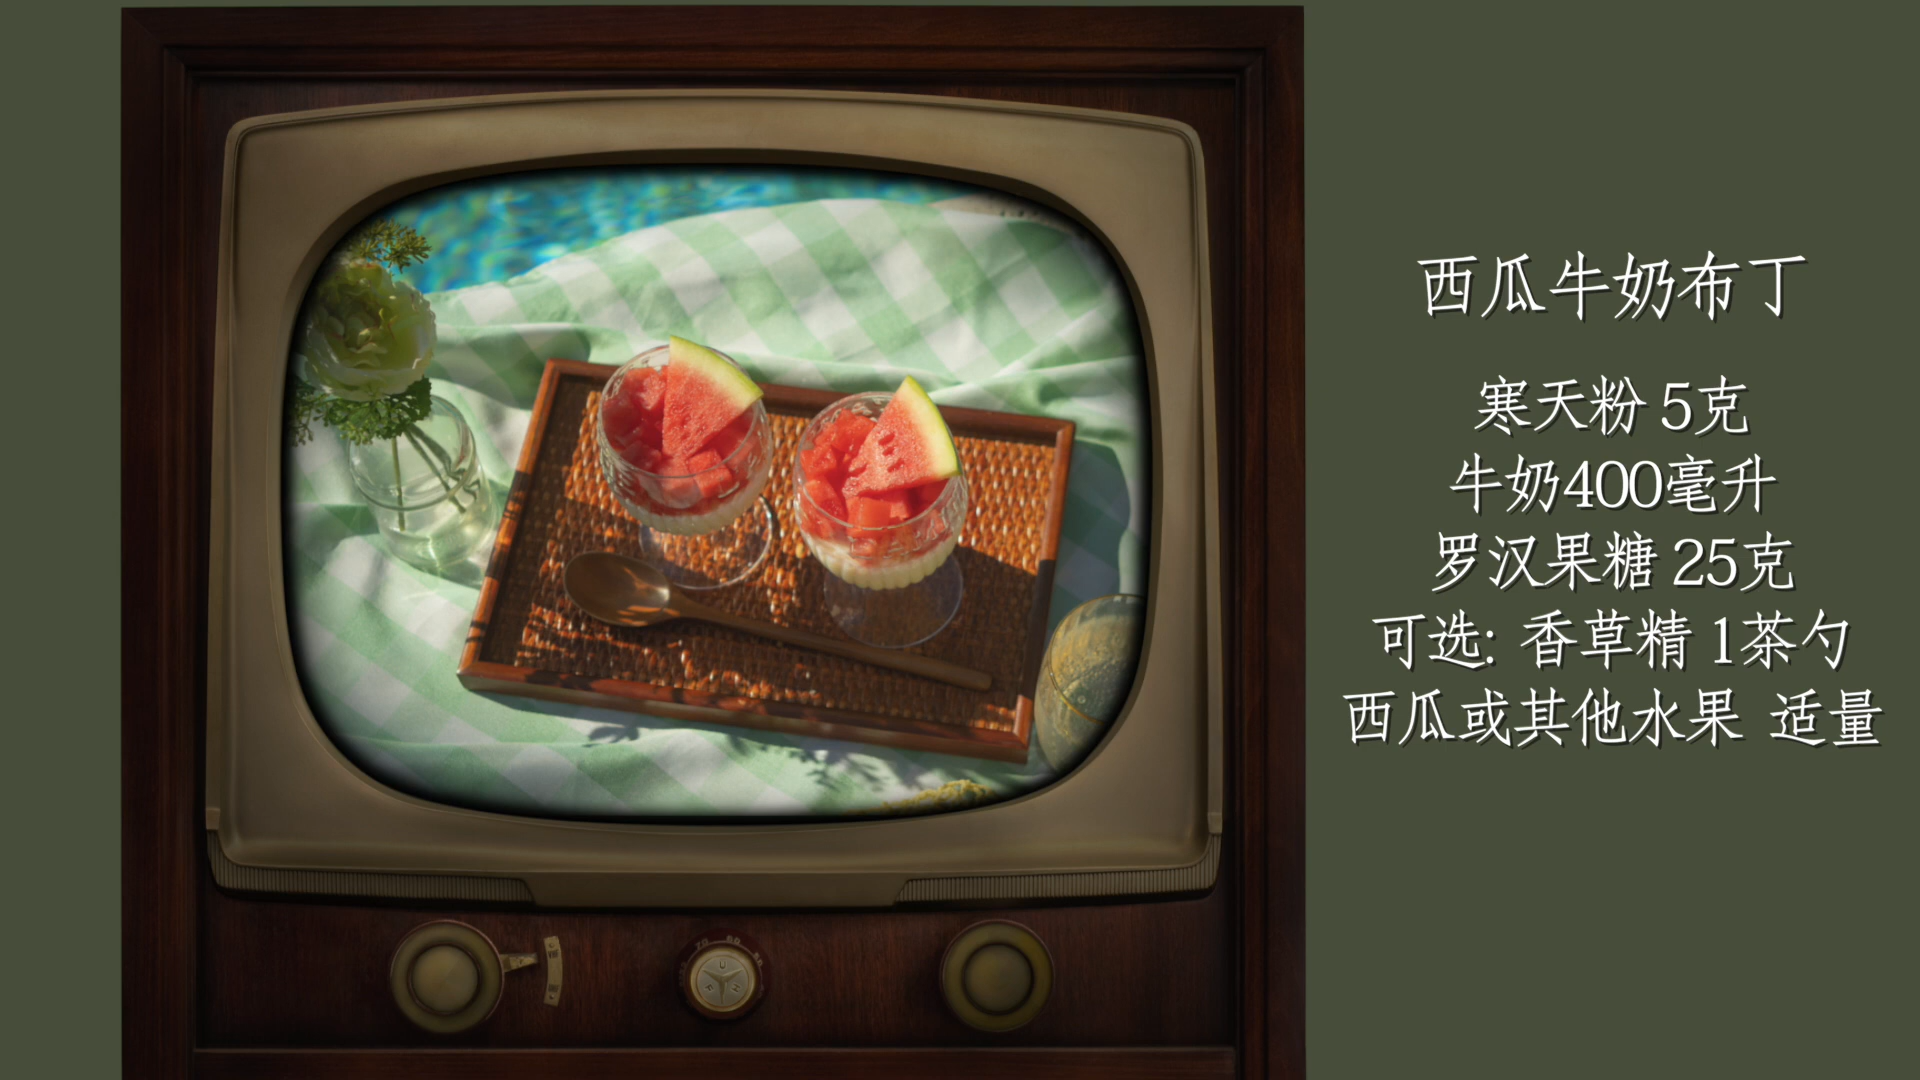 西瓜牛奶布丁
寒天粉 5克
牛奶400毫升
罗汉果糖 25克
可选: 香草精 1茶勺
西瓜或其他水果 适量